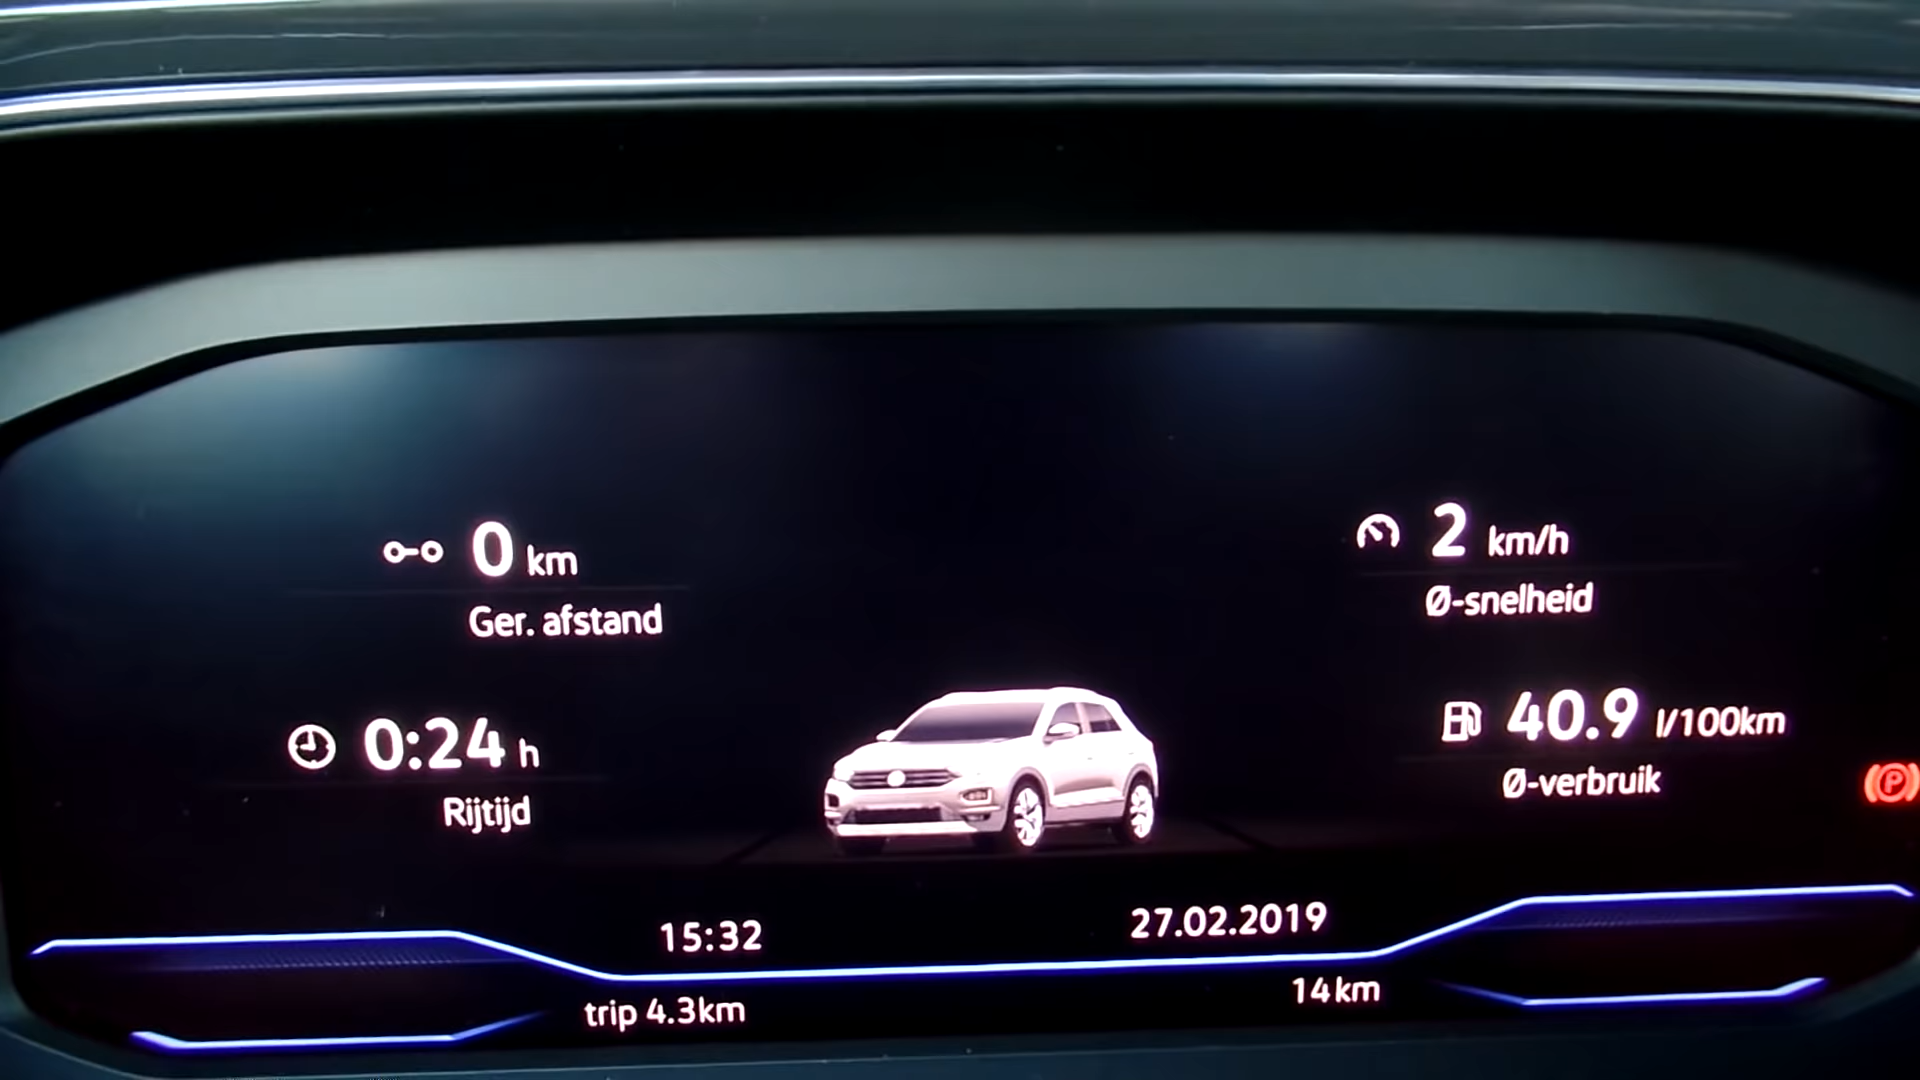 0 km
Ger. afstand
0:24 h
Rijtijd
2 km/h
Ø-snelheid
40.9 l/100km
Ø-verbruik
P
15:32
27.02.2019
trip 4.3km
14km